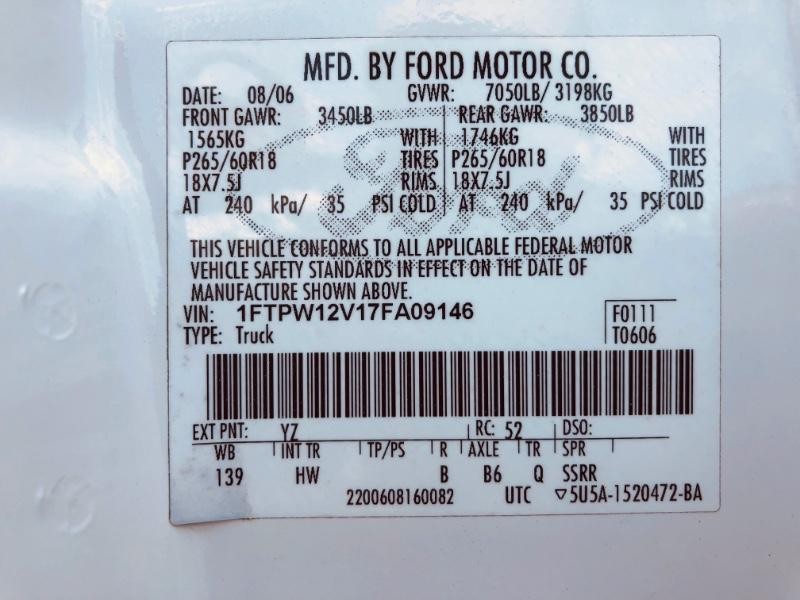 MFD. BY FORD MOTOR CO.
DATE: 08/06 GVWR: 7050LB/ 3198KG
FRONT GAWR: 3450LB REAR GAWR: 3850LB
1565KG WITH 1746KG WITH
P265/60R18 TIRES P265/60R18 TIRES
18X7.5J RIMS 18X7.5J RIMS
AT 240 kPa/ 35 PSI COLD AT 240 kPa/ 35 PSI COLD
Ford
THIS VEHICLE CONFORMS TO ALL APPLICABLE FEDERAL MOTOR
VEHICLE SAFETY STANDARDS IN EFFECT ON THE DATE OF
MANUFACTURE SHOWN ABOVE.
VIN: 1FTPW12V17FA09146 F0111
TYPE: Truck T0606
EXT PNT: YZ RC: 52 DSO:
WB INT TR TP/PS R AXLE TR SPR
139 HW B B6 Q SSRR
2200608160082 UTC ▽5U5A-1520472-BA